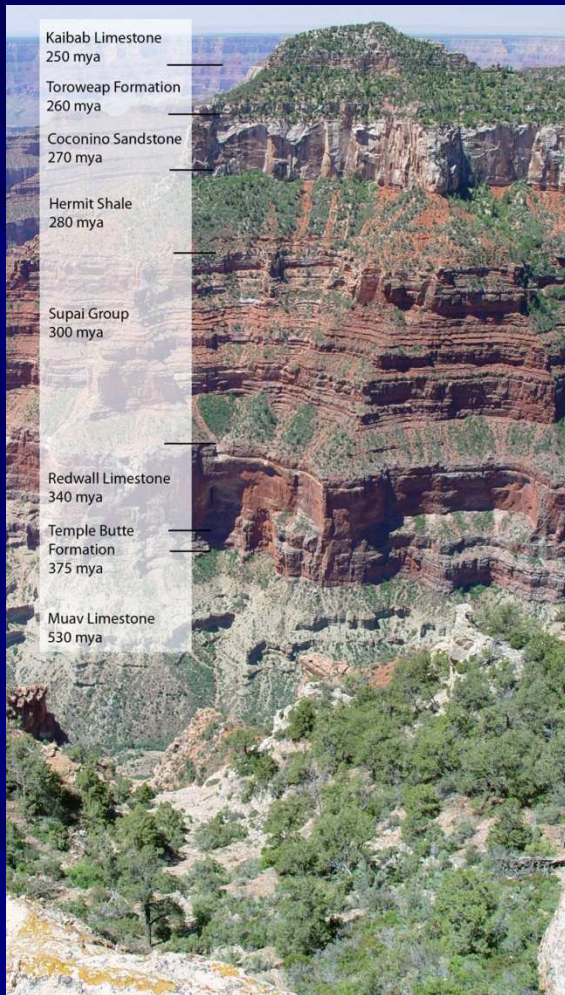 Kaibab Limestone
250 mya
Toroweap Formation
260 mya
Coconino Sandstone
270 mya
Hermit Shale
280 mya
Supai Group
300 mya
Redwall Limestone
340 mya
Temple Butte
Formation
375 mya
Muav Limestone
530 mya